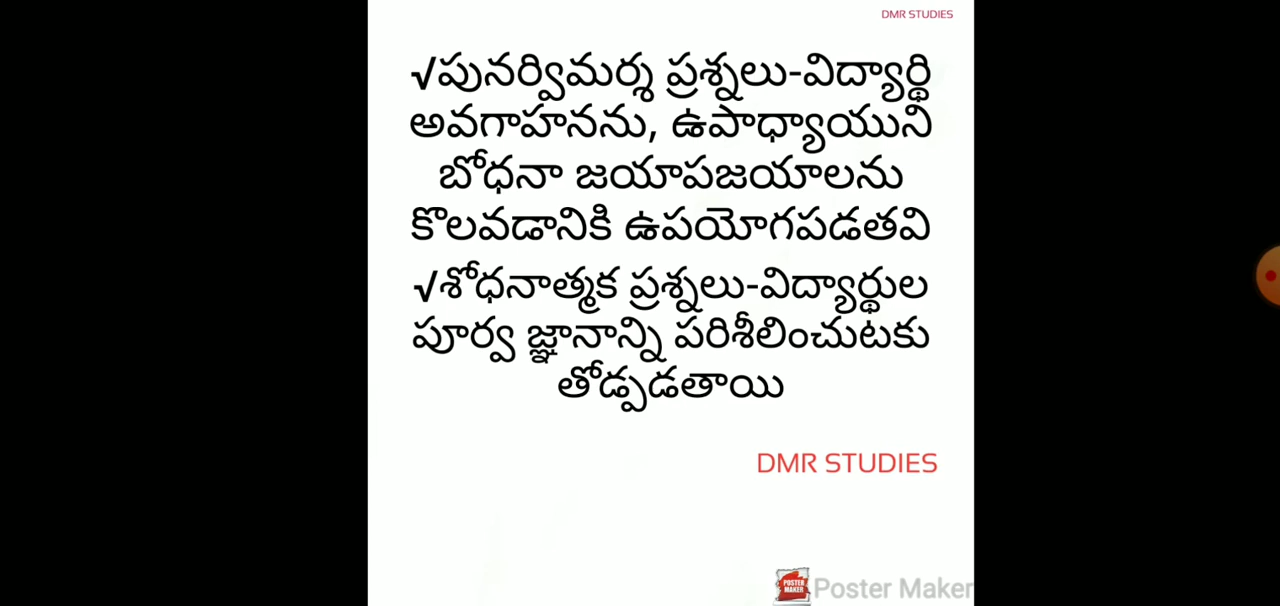 DMR STUDIES
√పునర్విమర్శ ప్రశ్నలు-విద్యార్థి
అవగాహనను, ఉపాధ్యాయుని
బోధనా జయాపజయాలను
కొలవడానికి ఉపయోగపడతవి
√శోధనాత్మక ప్రశ్నలు-విద్యార్థుల
పూర్వ జ్ఞానాన్ని పరిశీలించుటకు
తోడ్పడతాయి
DMR STUDIES
POSTER
MAKER
Poster Maker